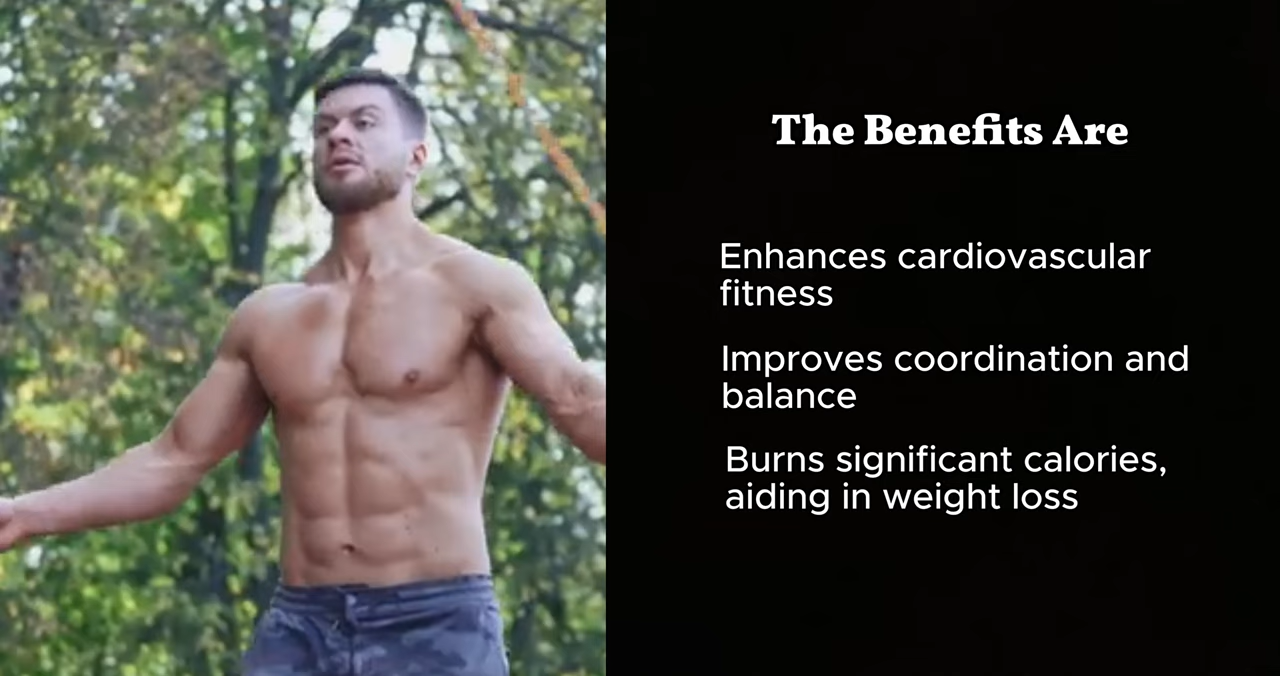 The Benefits Are
Enhances cardiovascular
fitness
Improves coordination and
balance
Burns significant calories,
aiding in weight loss